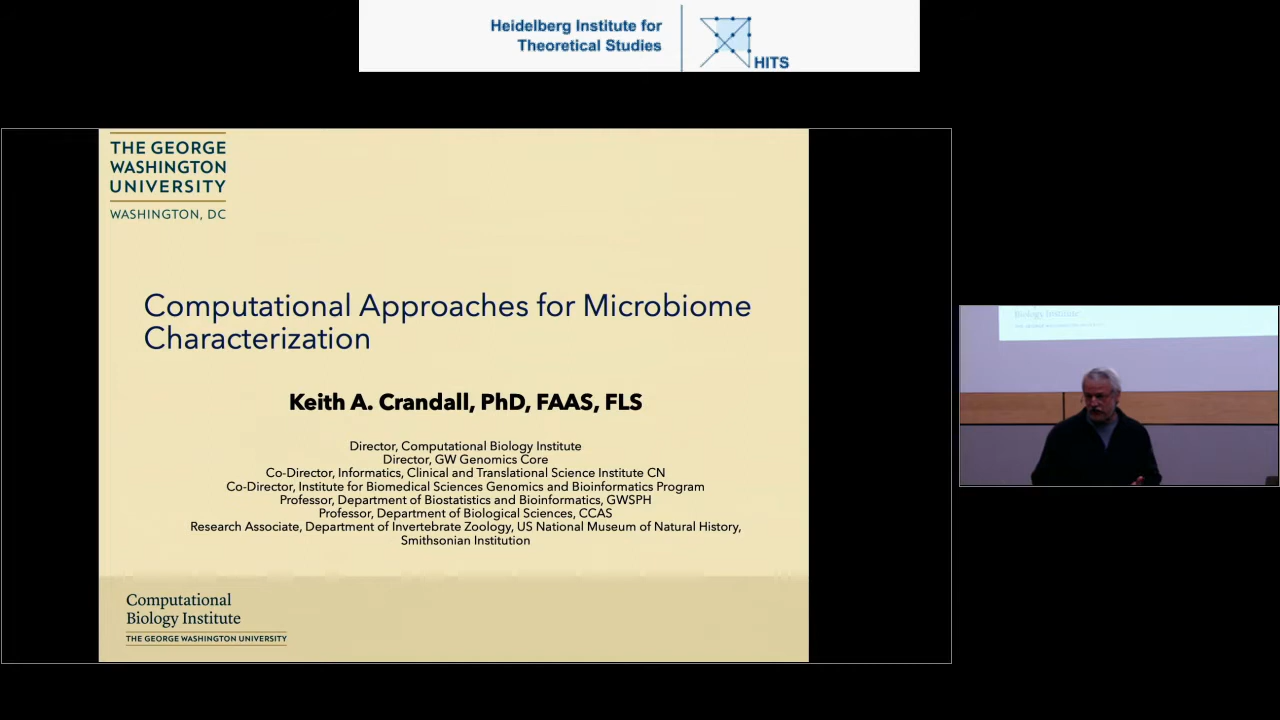 Heidelberg Institute for
Theoretical Studies
HITS
THE GEORGE
WASHINGTON
UNIVERSITY
WASHINGTON, DC
Computational Approaches for Microbiome
Characterization
Keith A. Crandall, PhD, FAAS, FLS
Director, Computational Biology Institute
Director, GW Genomics Core
Co-Director, Informatics, Clinical and Translational Science Institute CN
Co-Director, Institute for Biomedical Sciences Genomics and Bioinformatics Program
Professor, Department of Biostatistics and Bioinformatics, GWSPH
Professor, Department of Biological Sciences, CCAS
Research Associate, Department of Invertebrate Zoology, US National Museum of Natural History,
Smithsonian Institution
Computational
Biology Institute
THE GEORGE WASHINGTON UNIVERSITY
Biology Institute